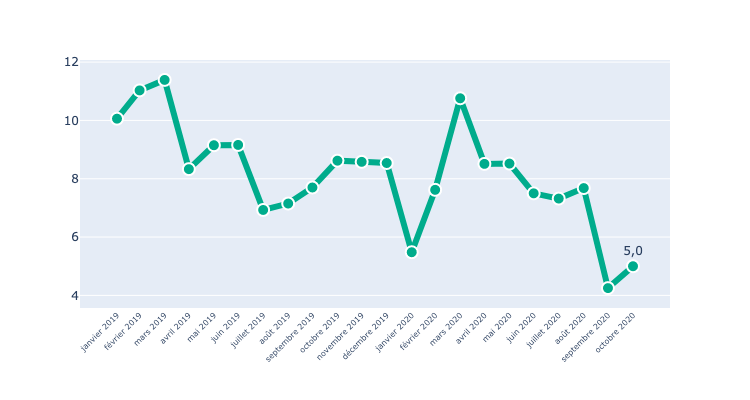 12
10
8
6
4
5,0
janvier 2019
février 2019
mars 2019
avril 2019
mai 2019
juin 2019
juillet 2019
août 2019
septembre 2019
octobre 2019
novembre 2019
décembre 2019
janvier 2020
février 2020
mars 2020
avril 2020
mai 2020
juin 2020
juillet 2020
août 2020
septembre 2020
octobre 2020